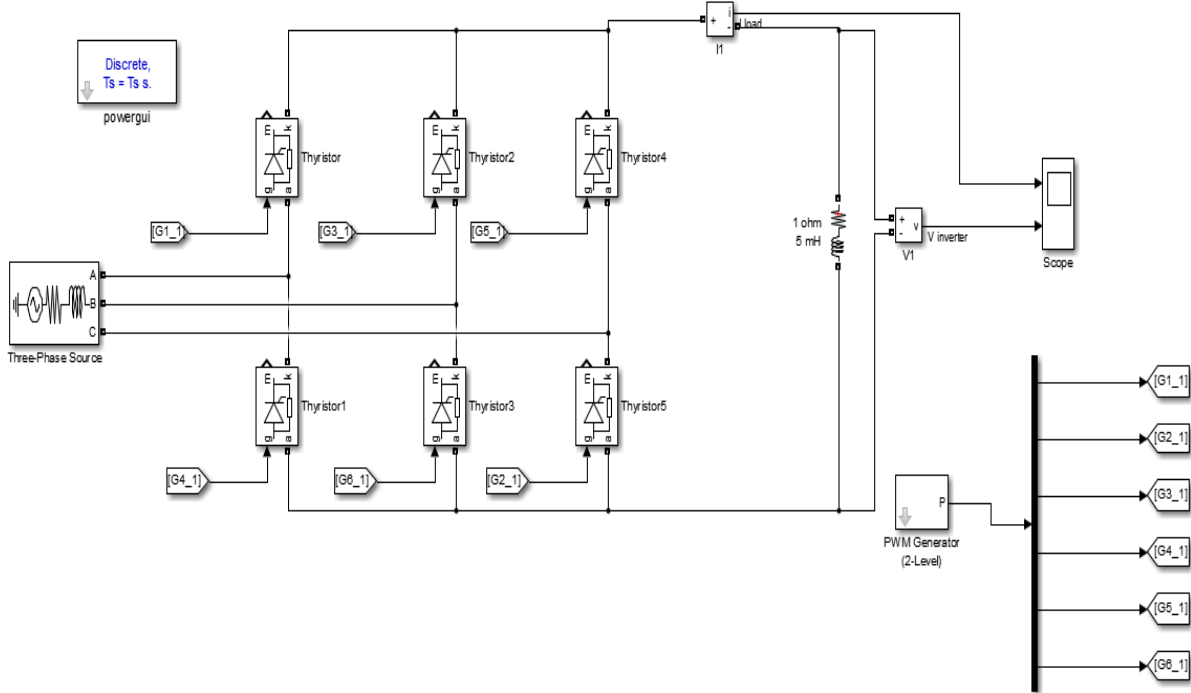 i
+
-
I load
I1
Discrete,
Ts = Ts s.
powergui
m
k
g
a
Thyristor
m
k
g
a
Thyristor2
m
k
g
a
Thyristor4
[G1_1]
[G3_1]
[G5_1]
1 ohm
5 mH
+
-
v
V1
V inverter
Scope
A
B
C
Three-Phase Source
m
k
g
a
Thyristor1
m
k
g
a
Thyristor3
m
k
g
a
Thyristor5
[G4_1]
[G6_1]
[G2_1]
P
PWM Generator
(2-Level)
[G1_1]
[G2_1]
[G3_1]
[G4_1]
[G5_1]
[G6_1]